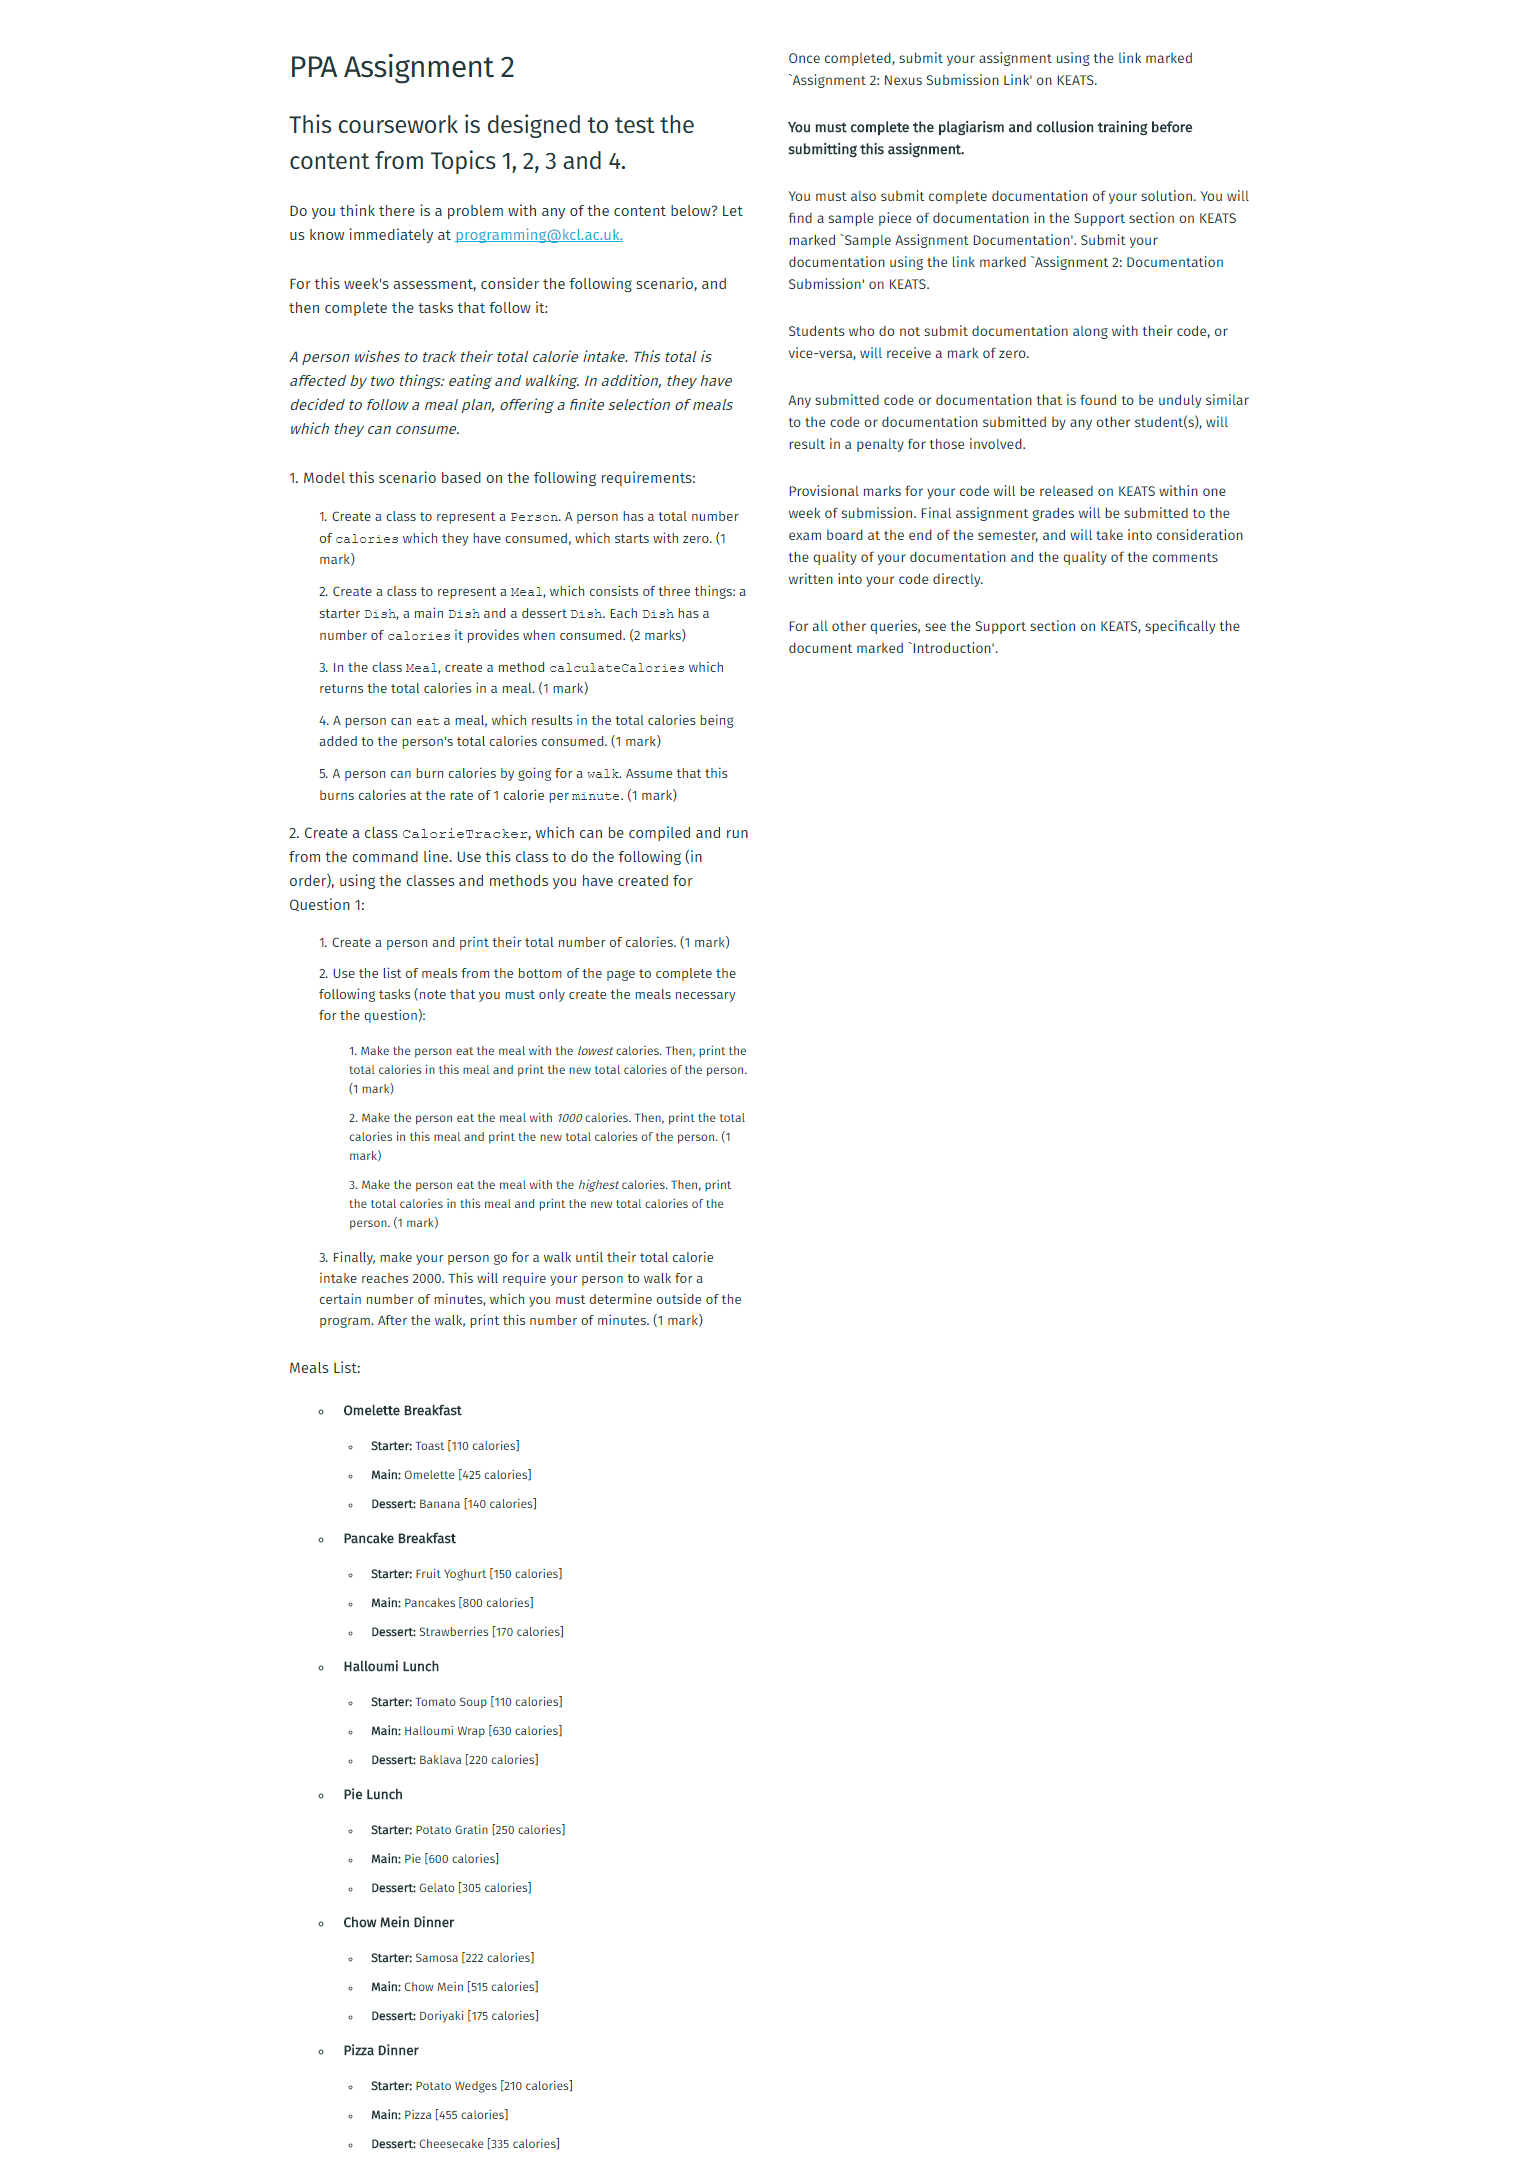 PPA Assignment 2
This coursework is designed to test the
content from Topics 1, 2, 3 and 4.
Do you think there is a problem with any of the content below? Let
us know immediately at programming@kcl.ac.uk.
For this week's assessment, consider the following scenario, and
then complete the tasks that follow it:
A person wishes to track their total calorie intake. This total is
affected by two things: eating and walking. In addition, they have
decided to follow a meal plan, offering a finite selection of meals
which they can consume.
1. Model this scenario based on the following requirements:
1. Create a class to represent a Person. A person has a total number
of calories which they have consumed, which starts with zero. (1
mark)
2. Create a class to represent a Meal, which consists of three things: a
starter Dish, a main Dish and a dessert Dish. Each Dish has a
number of calories it provides when consumed. (2 marks)
3. In the class Meal, create a method calculateCalories which
returns the total calories in a meal. (1 mark)
4. A person can eat a meal, which results in the total calories being
added to the person's total calories consumed. (1 mark)
5. A person can burn calories by going for a walk. Assume that this
burns calories at the rate of 1 calorie per minute. (1 mark)
2. Create a class CalorieTracker, which can be compiled and run
from the command line. Use this class to do the following (in
order), using the classes and methods you have created for
Question 1:
1. Create a person and print their total number of calories. (1 mark)
2. Use the list of meals from the bottom of the page to complete the
following tasks (note that you must only create the meals necessary
for the question):
1. Make the person eat the meal with the lowest calories. Then, print the
total calories in this meal and print the new total calories of the person.
(1 mark)
2. Make the person eat the meal with 1000 calories. Then, print the total
calories in this meal and print the new total calories of the person. (1
mark)
3. Make the person eat the meal with the highest calories. Then, print
the total calories in this meal and print the new total calories of the
person. (1 mark)
3. Finally, make your person go for a walk until their total calorie
intake reaches 2000. This will require your person to walk for a
certain number of minutes, which you must determine outside of the
program. After the walk, print this number of minutes. (1 mark)
Meals List:
Omelette Breakfast
Starter: Toast [110 calories]
Main: Omelette [425 calories]
Dessert: Banana [140 calories]
Pancake Breakfast
Starter: Fruit Yoghurt [150 calories]
Main: Pancakes [800 calories]
Dessert: Strawberries [170 calories]
Halloumi Lunch
Starter: Tomato Soup [110 calories]
Main: Halloumi Wrap [630 calories]
Dessert: Baklava [220 calories]
Pie Lunch
Starter: Potato Gratin [250 calories]
Main: Pie [600 calories]
Dessert: Gelato [305 calories]
Chow Mein Dinner
Starter: Samosa [222 calories]
Main: Chow Mein [515 calories]
Dessert: Doriyaki [175 calories]
Pizza Dinner
Starter: Potato Wedges [210 calories]
Main: Pizza [455 calories]
Dessert: Cheesecake [335 calories]
Once completed, submit your assignment using the link marked
`Assignment 2: Nexus Submission Link' on KEATS.
You must complete the plagiarism and collusion training before
submitting this assignment.
You must also submit complete documentation of your solution. You will
find a sample piece of documentation in the Support section on KEATS
marked `Sample Assignment Documentation'. Submit your
documentation using the link marked `Assignment 2: Documentation
Submission' on KEATS.
Students who do not submit documentation along with their code, or
vice-versa, will receive a mark of zero.
Any submitted code or documentation that is found to be unduly similar
to the code or documentation submitted by any other student(s), will
result in a penalty for those involved.
Provisional marks for your code will be released on KEATS within one
week of submission. Final assignment grades will be submitted to the
exam board at the end of the semester, and will take into consideration
the quality of your documentation and the quality of the comments
written into your code directly.
For all other queries, see the Support section on KEATS, specifically the
document marked `Introduction'.